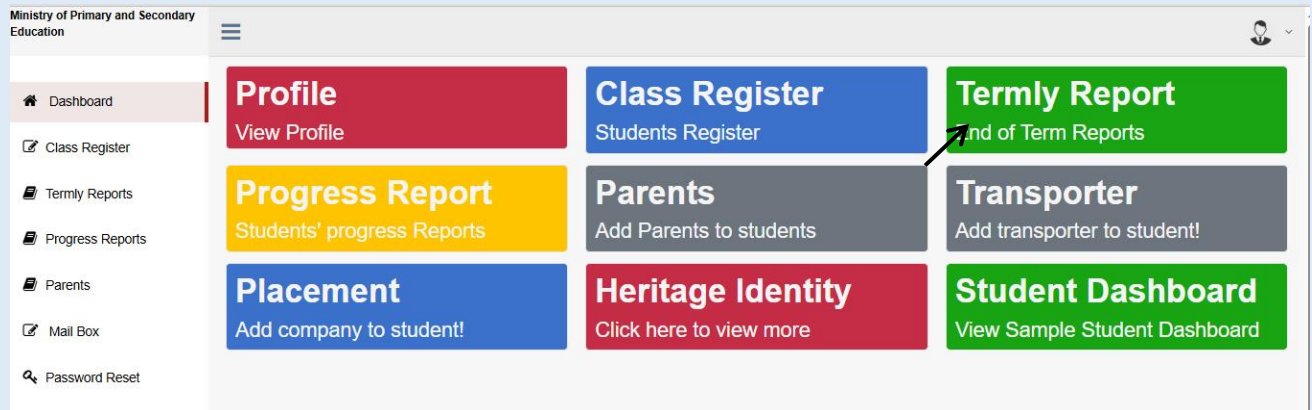 Ministry of Primary and Secondary
Education
Dashboard
Class Register
Termly Reports
Progress Reports
Parents
Mail Box
Password Reset
Profile
View Profile
Class Register
Students Register
Termly Report
End of Term Reports
Progress Report
Students' progress Reports
Parents
Add Parents to students
Transporter
Add transporter to student!
Placement
Add company to student!
Heritage Identity
Click here to view more
Student Dashboard
View Sample Student Dashboard